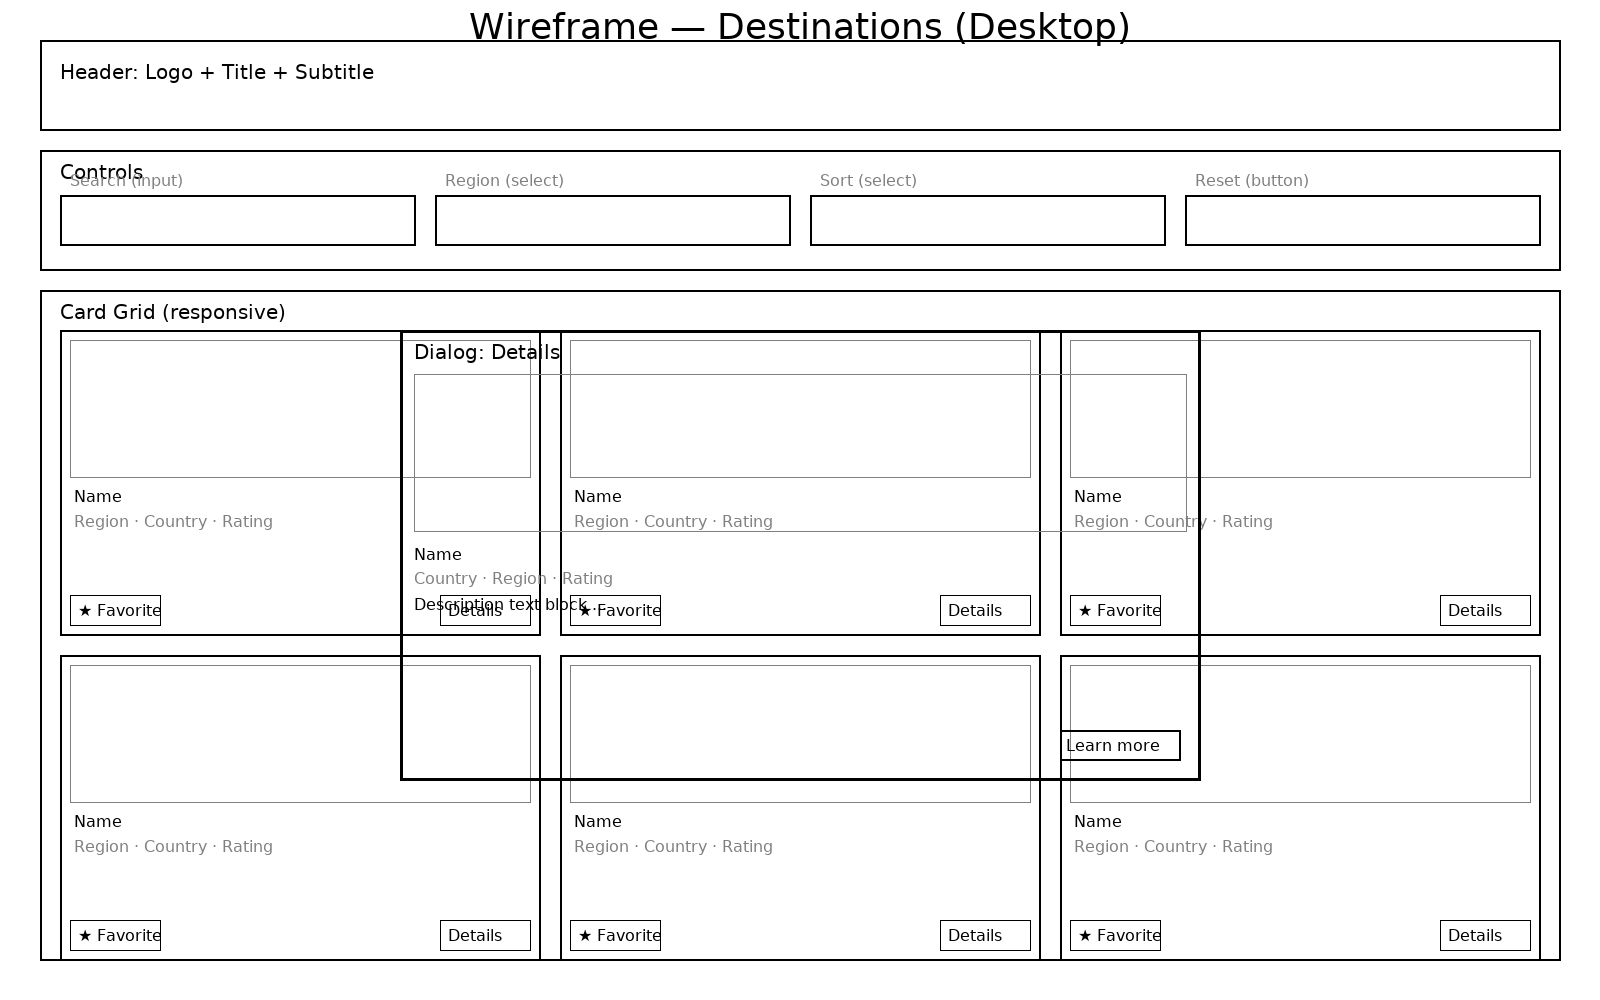 Wireframe — Destinations (Desktop)
Header: Logo + Title + Subtitle
Controls
Search (input)
Region (select)
Sort (select)
Reset (button)
Card Grid (responsive)
Dialog: Details
Name
Region · Country · Rating
Name
Region · Country · Rating
Name
Region · Country · Rating
Name
Country · Region · Rating
Description text block...
★ Favorite
Details
★ Favorite
Details
★ Favorite
Details
Learn more
Name
Region · Country · Rating
Name
Region · Country · Rating
Name
Region · Country · Rating
★ Favorite
Details
★ Favorite
Details
★ Favorite
Details